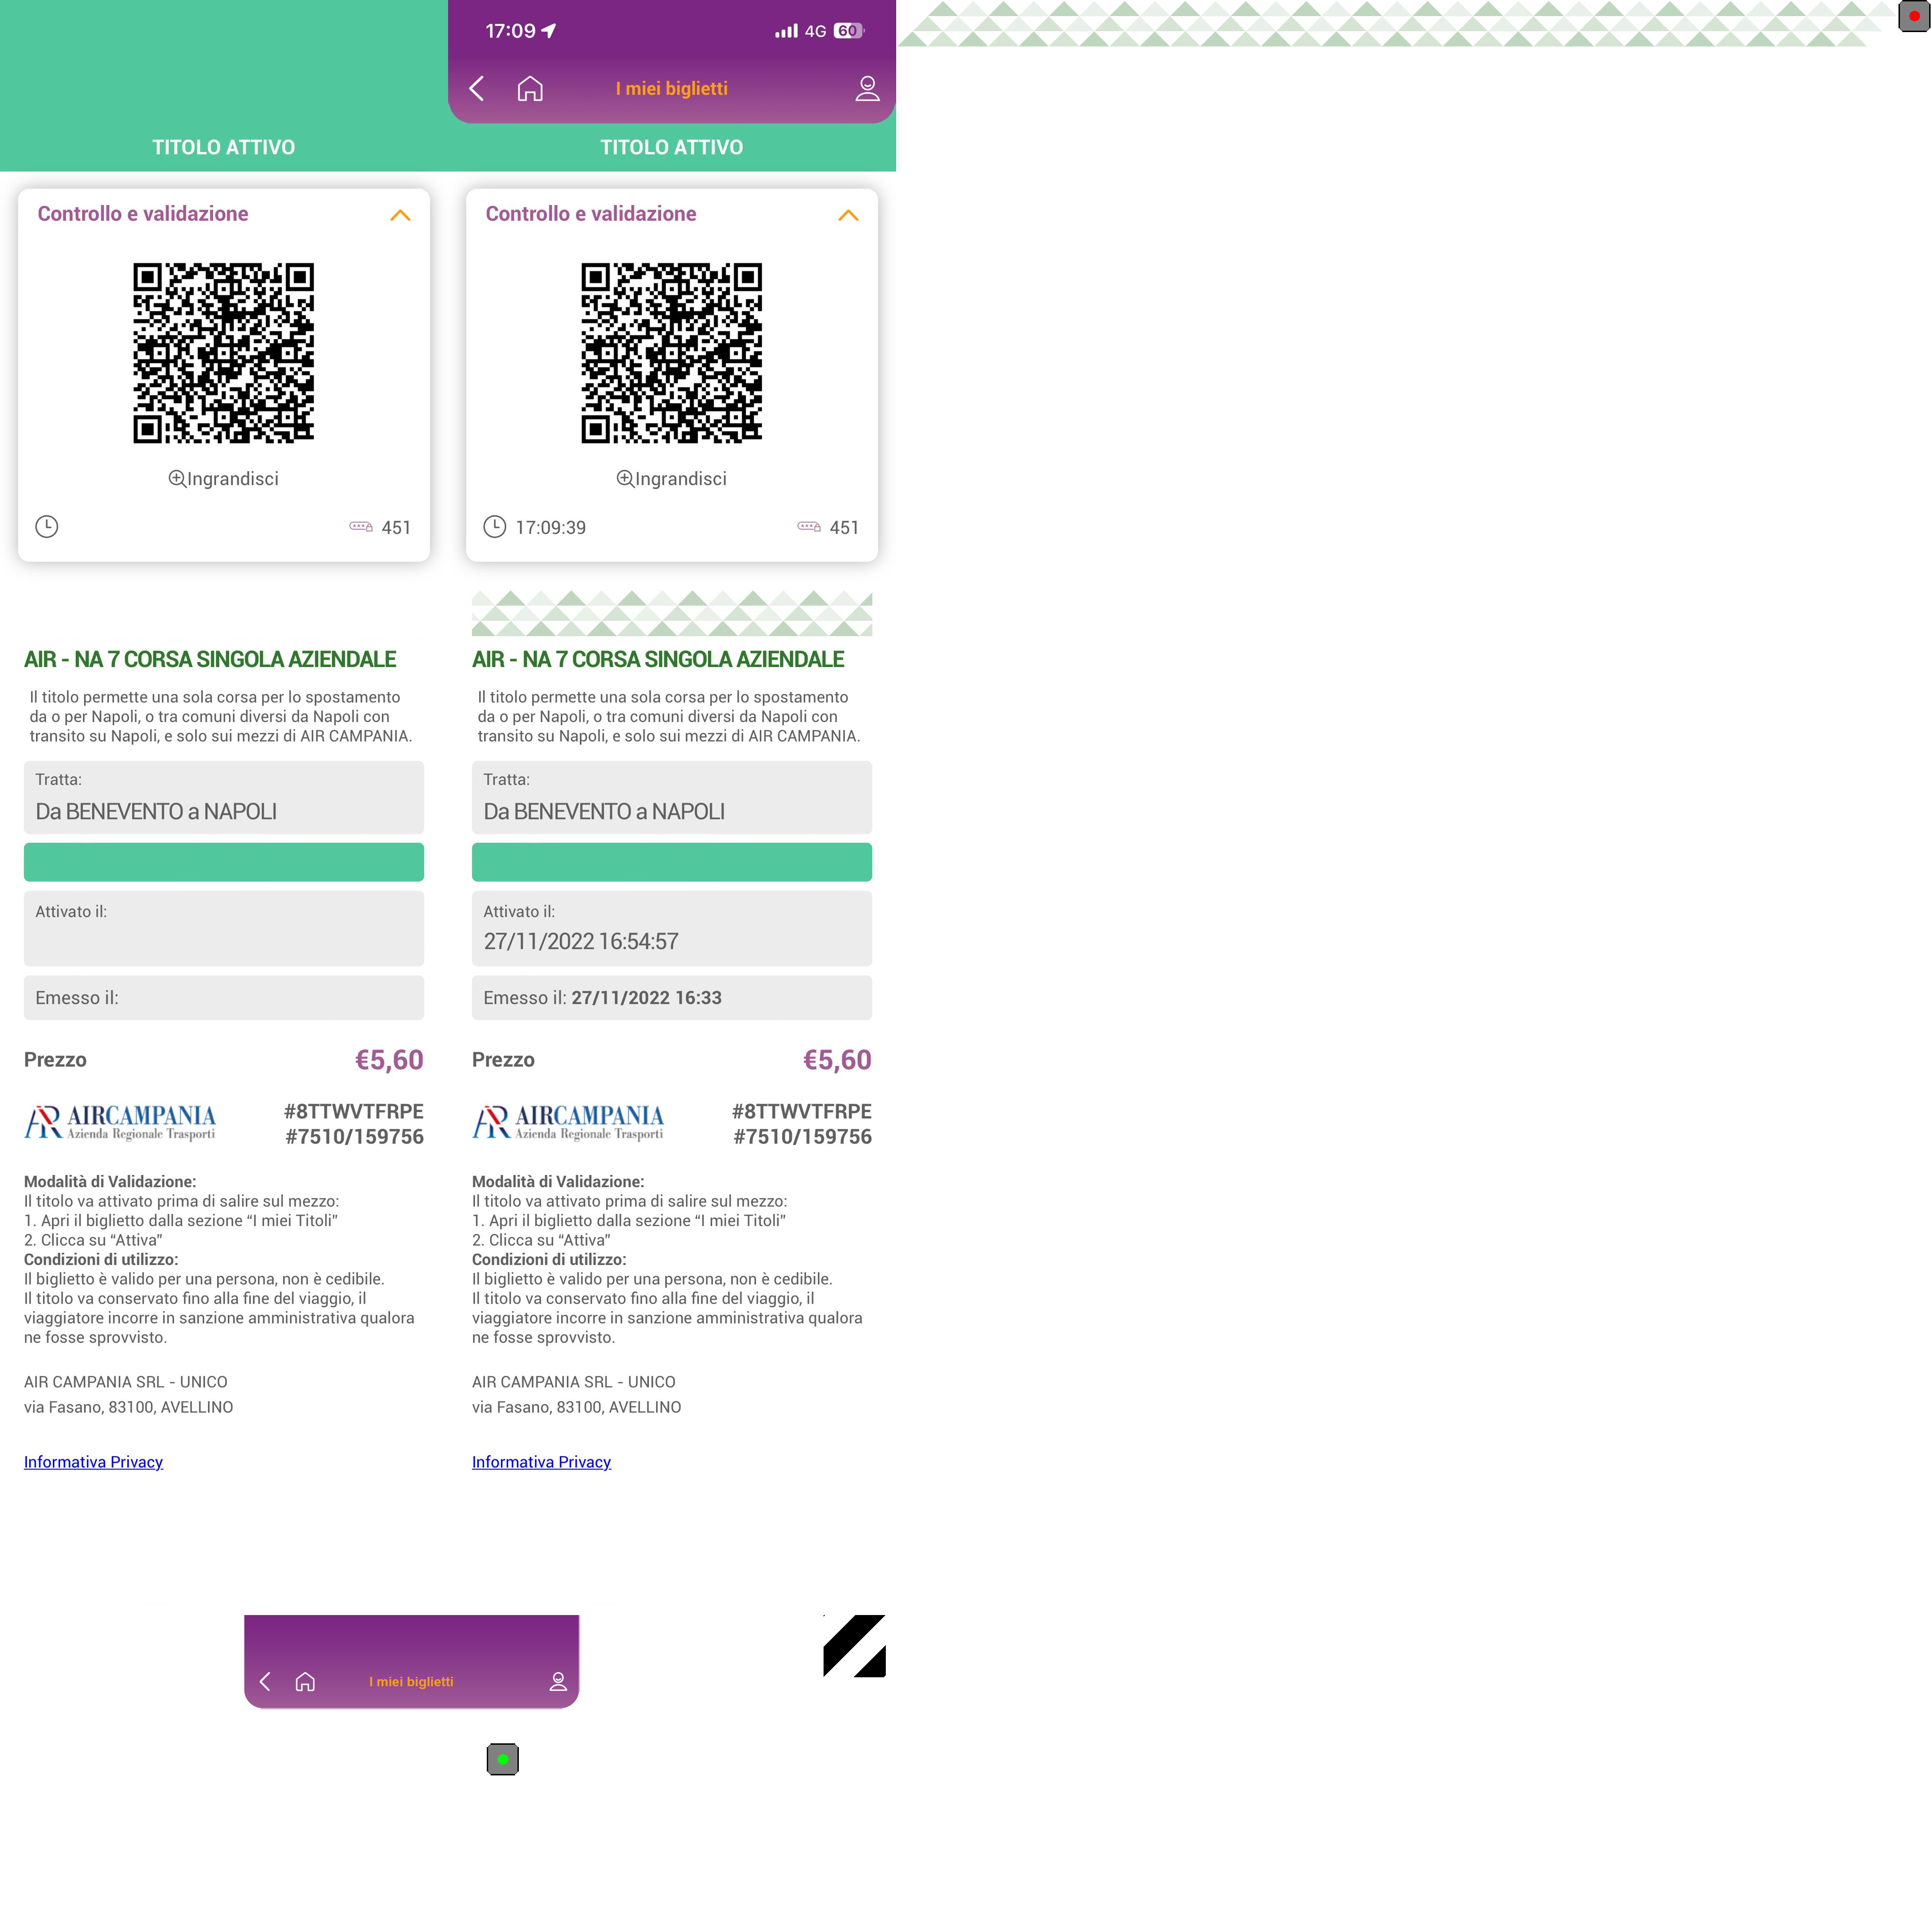 TITOLO ATTIVO
Controllo e validazione
Ingrandisci
451
AIR - NA 7 CORSA SINGOLA AZIENDALE
Il titolo permette una sola corsa per lo spostamento
da o per Napoli, o tra comuni diversi da Napoli con
transito su Napoli, e solo sui mezzi di AIR CAMPANIA.
Tratta:
Da BENEVENTO a NAPOLI
Attivato il:
Emesso il:
Prezzo
€5,60
AIRCAMPANIA
Azienda Regionale Trasporti
#8TTWVTFRPE
#7510/159756
Modalità di Validazione:
Il titolo va attivato prima di salire sul mezzo:
1. Apri il biglietto dalla sezione “I miei Titoli”
2. Clicca su “Attiva”
Condizioni di utilizzo:
Il biglietto è valido per una persona, non è cedibile.
Il titolo va conservato fino alla fine del viaggio, il
viaggiatore incorre in sanzione amministrativa qualora
ne fosse sprovvisto.
AIR CAMPANIA SRL - UNICO
via Fasano, 83100, AVELLINO
Informativa Privacy
17:09
4G
60
I miei biglietti
TITOLO ATTIVO
Controllo e validazione
Ingrandisci
17:09:39
451
AIR - NA 7 CORSA SINGOLA AZIENDALE
Il titolo permette una sola corsa per lo spostamento
da o per Napoli, o tra comuni diversi da Napoli con
transito su Napoli, e solo sui mezzi di AIR CAMPANIA.
Tratta:
Da BENEVENTO a NAPOLI
Attivato il:
27/11/2022 16:54:57
Emesso il: 27/11/2022 16:33
Prezzo
€5,60
AIRCAMPANIA
Azienda Regionale Trasporti
#8TTWVTFRPE
#7510/159756
Modalità di Validazione:
Il titolo va attivato prima di salire sul mezzo:
1. Apri il biglietto dalla sezione “I miei Titoli”
2. Clicca su “Attiva”
Condizioni di utilizzo:
Il biglietto è valido per una persona, non è cedibile.
Il titolo va conservato fino alla fine del viaggio, il
viaggiatore incorre in sanzione amministrativa qualora
ne fosse sprovvisto.
AIR CAMPANIA SRL - UNICO
via Fasano, 83100, AVELLINO
Informativa Privacy
I miei biglietti